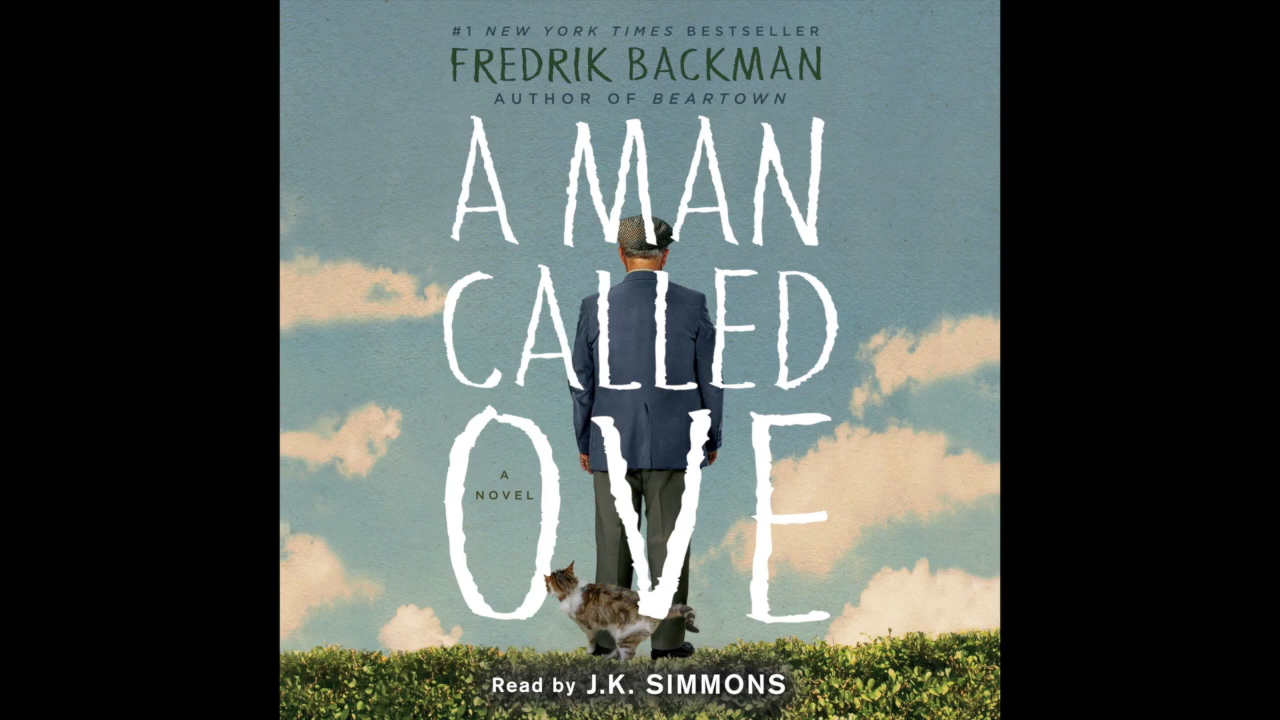 #1 NEW YORK TIMES BESTSELLER
FREDRIK BACKMAN
AUTHOR OF BEARTOWN
A MAN
CALLED
OVE
A
NOVEL
Read by J.K. SIMMONS